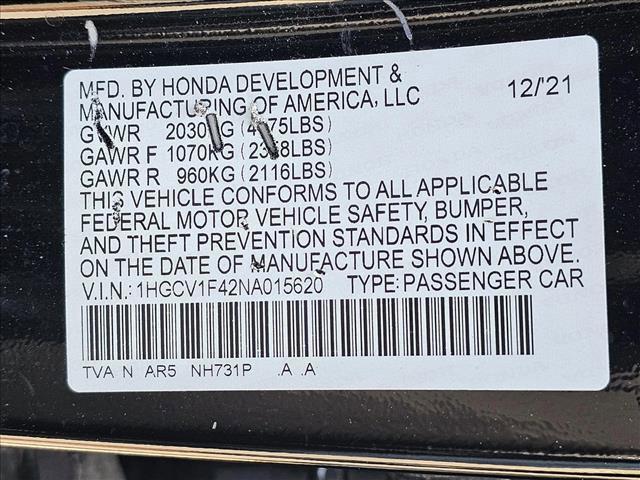 MFD. BY HONDA DEVELOPMENT &
MANUFACTURING OF AMERICA, LLC 12/'21
GVWR 2030KG (4475LBS)
GAWR F 1070KG (2358LBS)
GAWR R 960KG (2116LBS)
THIS VEHICLE CONFORMS TO ALL APPLICABLE
FEDERAL MOTOR VEHICLE SAFETY, BUMPER,
AND THEFT PREVENTION STANDARDS IN EFFECT
ON THE DATE OF MANUFACTURE SHOWN ABOVE.
V.I.N.: 1HGCV1F42NA015620 TYPE: PASSENGER CAR
TVA N AR5 NH731P .A .A